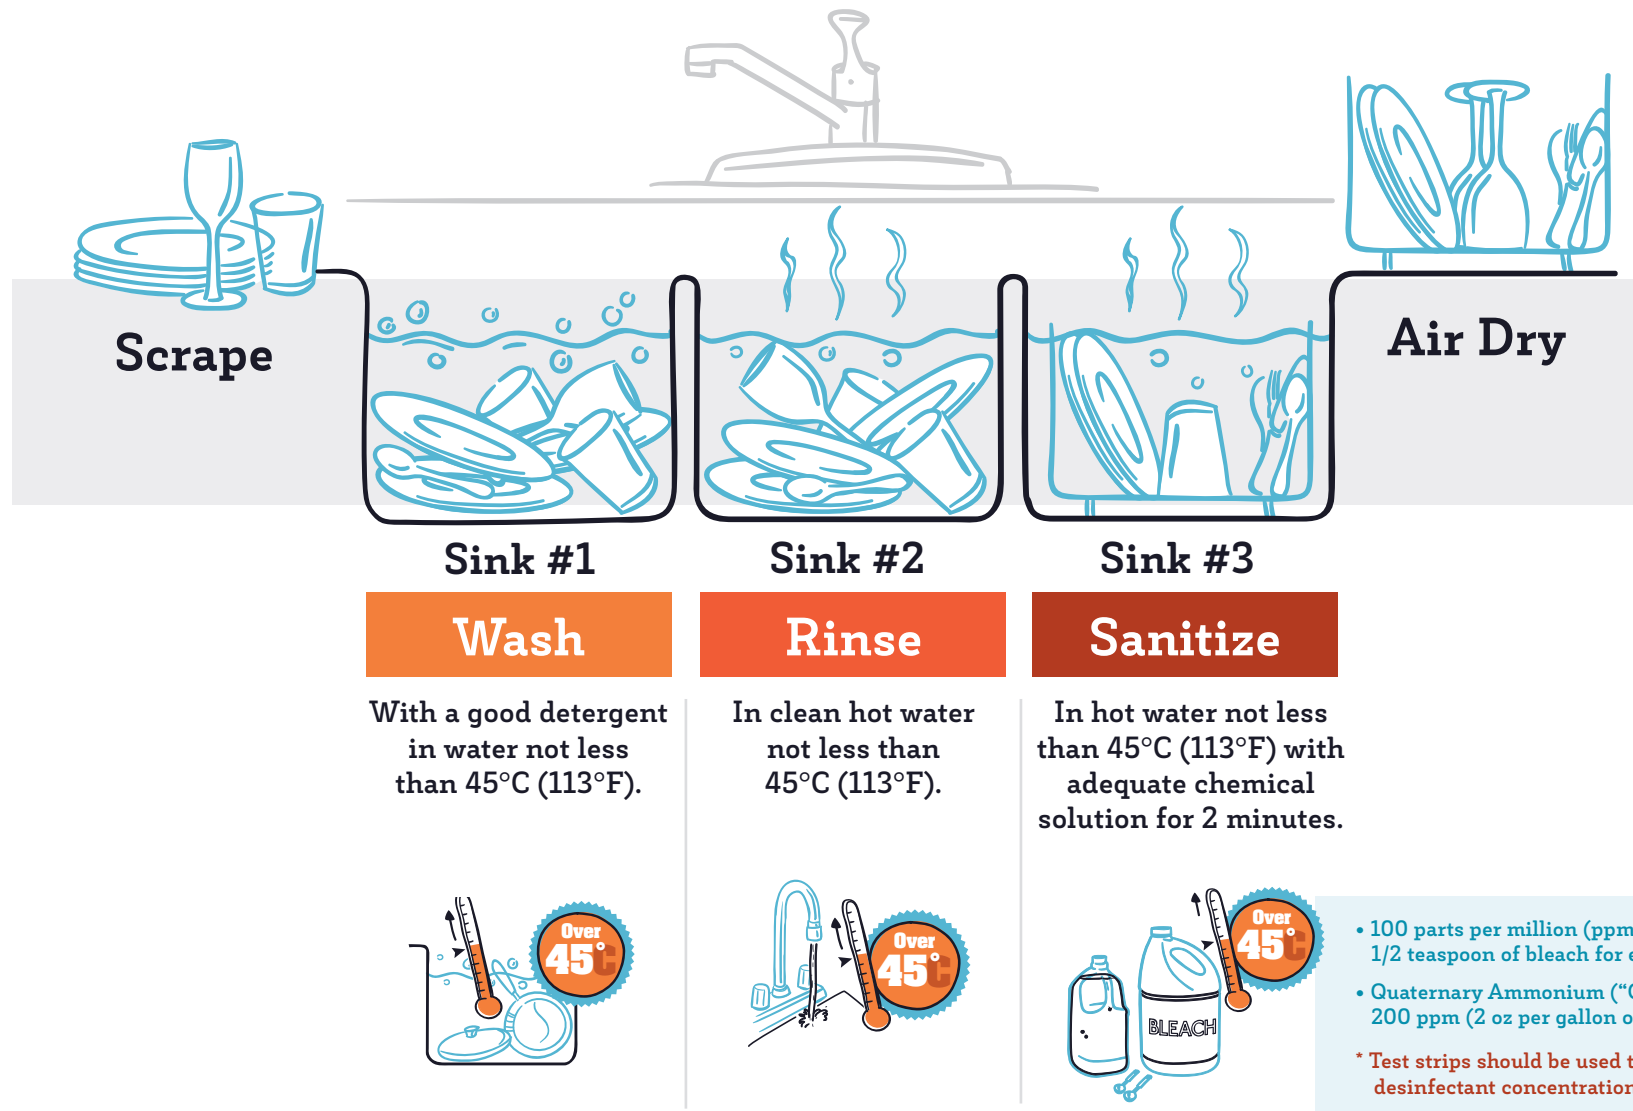 Scrape
Air Dry
Sink #1
Wash
With a good detergent
in water not less
than 45°C (113°F).
Over
45°C
Sink #2
Rinse
In clean hot water
not less than
45°C (113°F).
Over
45°C
Sink #3
Sanitize
In hot water not less
than 45°C (113°F) with
adequate chemical
solution for 2 minutes.
Over
45°C
BLEACH
• 100 parts per million (ppm
1/2 teaspoon of bleach for
• Quaternary Ammonium
200 ppm (2 oz per gallon
* Test strips should be used
desinfectant concentration